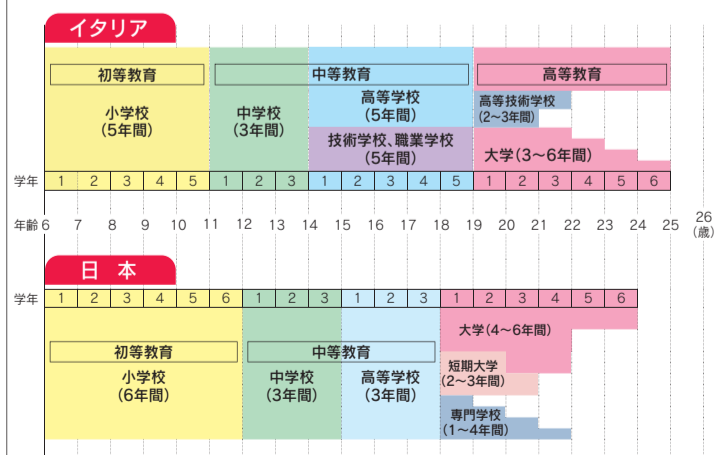 イタリア
初等教育
中等教育
高等教育
小学校
(5年間)
中学校
(3年間)
高等学校
(5年間)
技術学校、職業学校
(5年間)
高等技術学校
(2〜3年間)
大学(3〜6年間)
学年 1 2 3 4 5 1 2 3 1 2 3 4 5 1 2 3 4 5 6
年齢 6 7 8 9 10 11 12 13 14 15 16 17 18 19 20 21 22 23 24 25 26
(歳)
日 本
学年 1 2 3 4 5 6 1 2 3 1 2 3 1 2 3 4 5 6
大学(4〜6年間)
初等教育
中等教育
小学校
(6年間)
中学校
(3年間)
高等学校
(3年間)
短期大学
(2〜3年間)
専門学校
(1〜4年間)